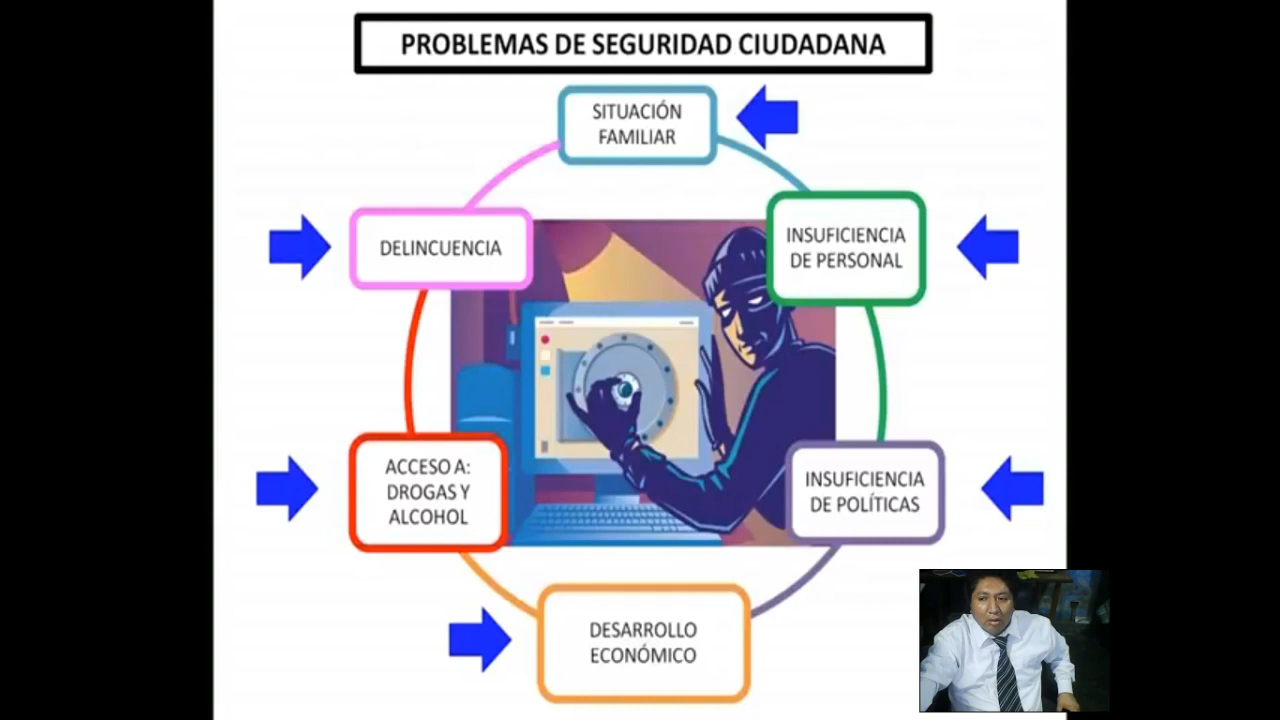 PROBLEMAS DE SEGURIDAD CIUDADANA
SITUACIÓN
FAMILIAR
INSUFICIENCIA
DE PERSONAL
INSUFICIENCIA
DE POLÍTICAS
DESARROLLO
ECONÓMICO
ACCESO A:
DROGAS Y
ALCOHOL
DELINCUENCIA